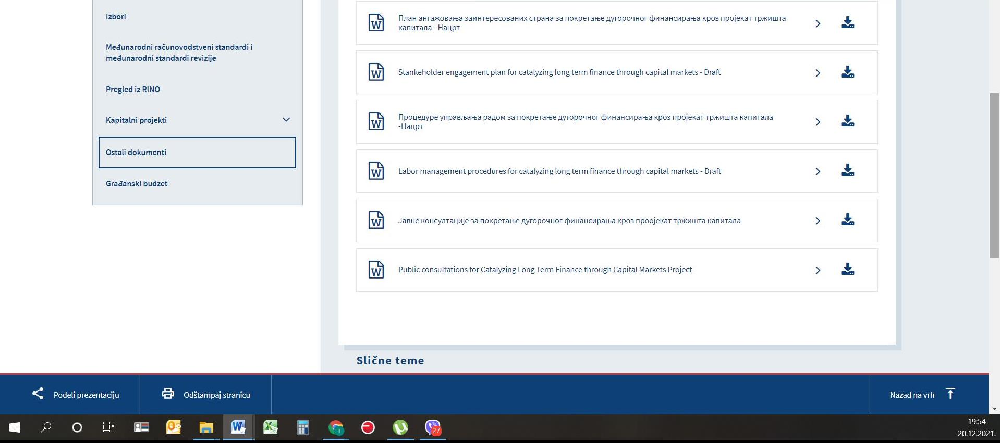 Izbori
Međunarodni računovodstveni standardi i
međunarodni standardi revizije
Pregled iz RINO
Kapitalni projekti
Ostali dokumenti
Građanski budzet
План ангажовања заинтересованих страна за покретање дугорочног финансирања кроз пројекат тржишта
капитала - Нацрт
Stankeholder engagement plan for catalyzing long term finance through capital markets - Draft
Процедуре управљања радом за покретање дугорочног финансирања кроз пројекат тржишта капитала
-Нацрт
Labor management procedures for catalyzing long term finance through capital markets - Draft
Јавне консултације за покретање дугорочног финансирања кроз проојекат тржишта капитала
Public consultations for Catalyzing Long Term Finance through Capital Markets Project
Slične teme
Podeli prezentaciju
Odštampaj stranicu
Nazad na vrh
27
19:54
20.12.2021.